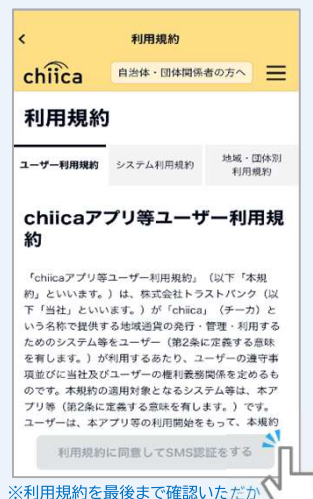 利用規約
chiica
自治体・団体関係者の方へ
利用規約
ユーザー利用規約
システム利用規約
地域・団体別
利用規約
chiicaアプリ等ユーザー利用規
約
「chiicaアプリ等ユーザー利用規約」（以下「本規
約」といいます。）は、株式会社トラストバンク（以
下「当社」といいます。）が「chiica」（チーカ）と
いう名称で提供する地域通貨の発行・管理・利用する
ためのシステム等をユーザー（第2条に定義する意味
を有します。）が利用するあたり、ユーザーの遵守事
項並びに当社及びユーザーの権利義務関係を定めるも
のです。本規約の適用対象となるシステム等は、本ア
プリ等（第2条に定義する意味を有します。）です。
ユーザーは、本アプリ等の利用開始をもって、本規約
利用規約に同意してSMS認証をする
※利用規約を最後まで確認いただか